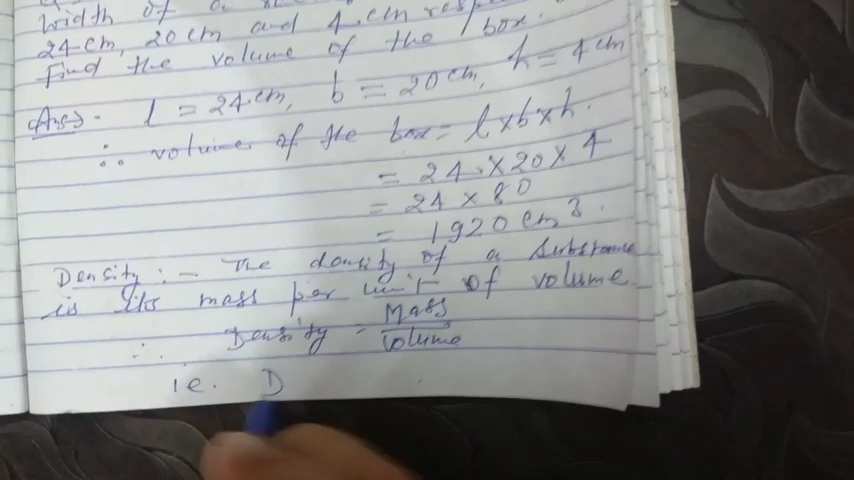 width of a
24 cm, 20 cm and 4 cm
Find the volume of the box.
Ans:- l = 24 cm, b = 20 cm, h = 4 cm
∴ volume of the box = l x b x h.
= 24 x 20 x 4
= 24 x 80
= 1920 cm3.
Density :- The density of a substance
is its mass per unit of volume
∴ Density = Mass/Volume
ie. D